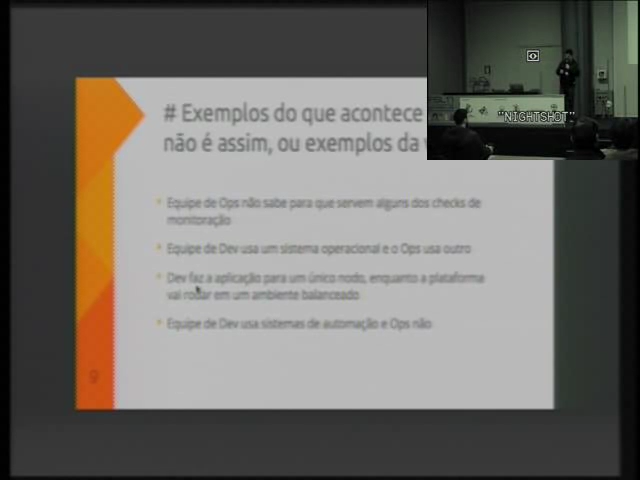 # Exemplos do que acontece
não é assim, ou exemplos da
"NIGHTSHOT"
Equipe de Ops não sabe para que servem alguns dos checks de
monitoração
Equipe de Dev usa um sistema operacional e o Ops usa outro
Dev faz a aplicação para um único nodo, enquanto a plataforma
vai rodar em um ambiente balanceado
Equipe de Dev usa sistemas de automação e Ops não
9